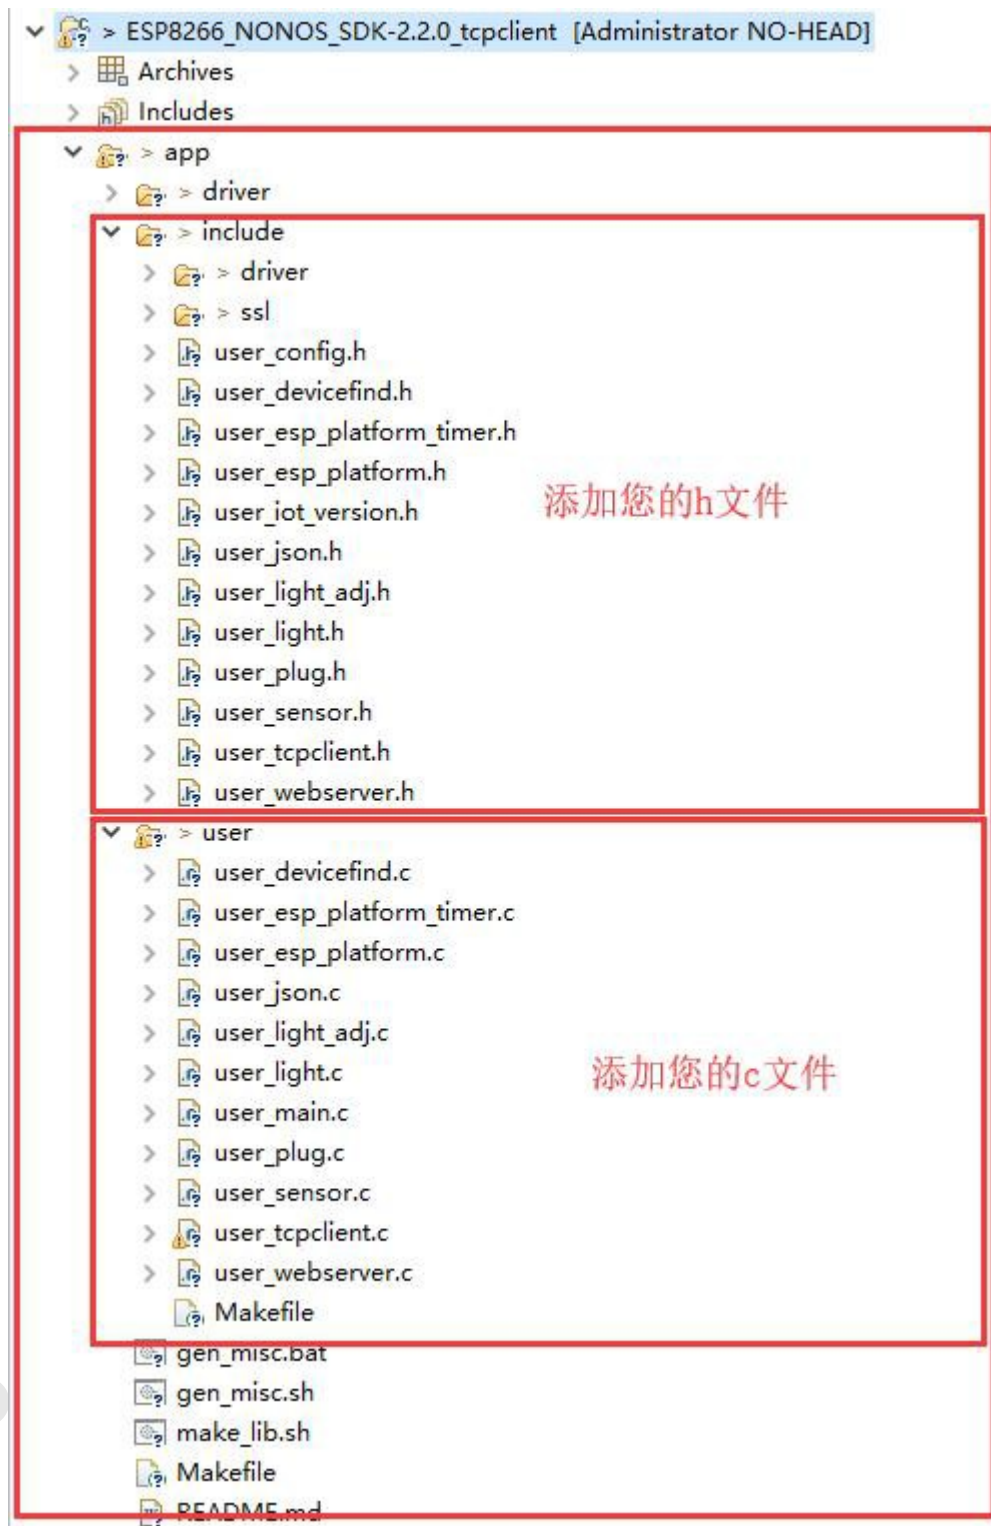 > ESP8266_NONOS_SDK-2.2.0_tcpclient [Administrator NO-HEAD]
Archives
Includes
> app
> driver
> include
> driver
> ssl
user_config.h
user_devicefind.h
user_esp_platform_timer.h
user_esp_platform.h
添加您的h文件
user_iot_version.h
user_json.h
user_light_adj.h
user_light.h
user_plug.h
user_sensor.h
user_tcpclient.h
user_webserver.h
> user
user_devicefind.c
user_esp_platform_timer.c
user_esp_platform.c
user_json.c
user_light_adj.c
user_light.c
添加您的c文件
user_main.c
user_plug.c
user_sensor.c
user_tcpclient.c
user_webserver.c
Makefile
gen_misc.bat
gen_misc.sh
make_lib.sh
Makefile
README.md